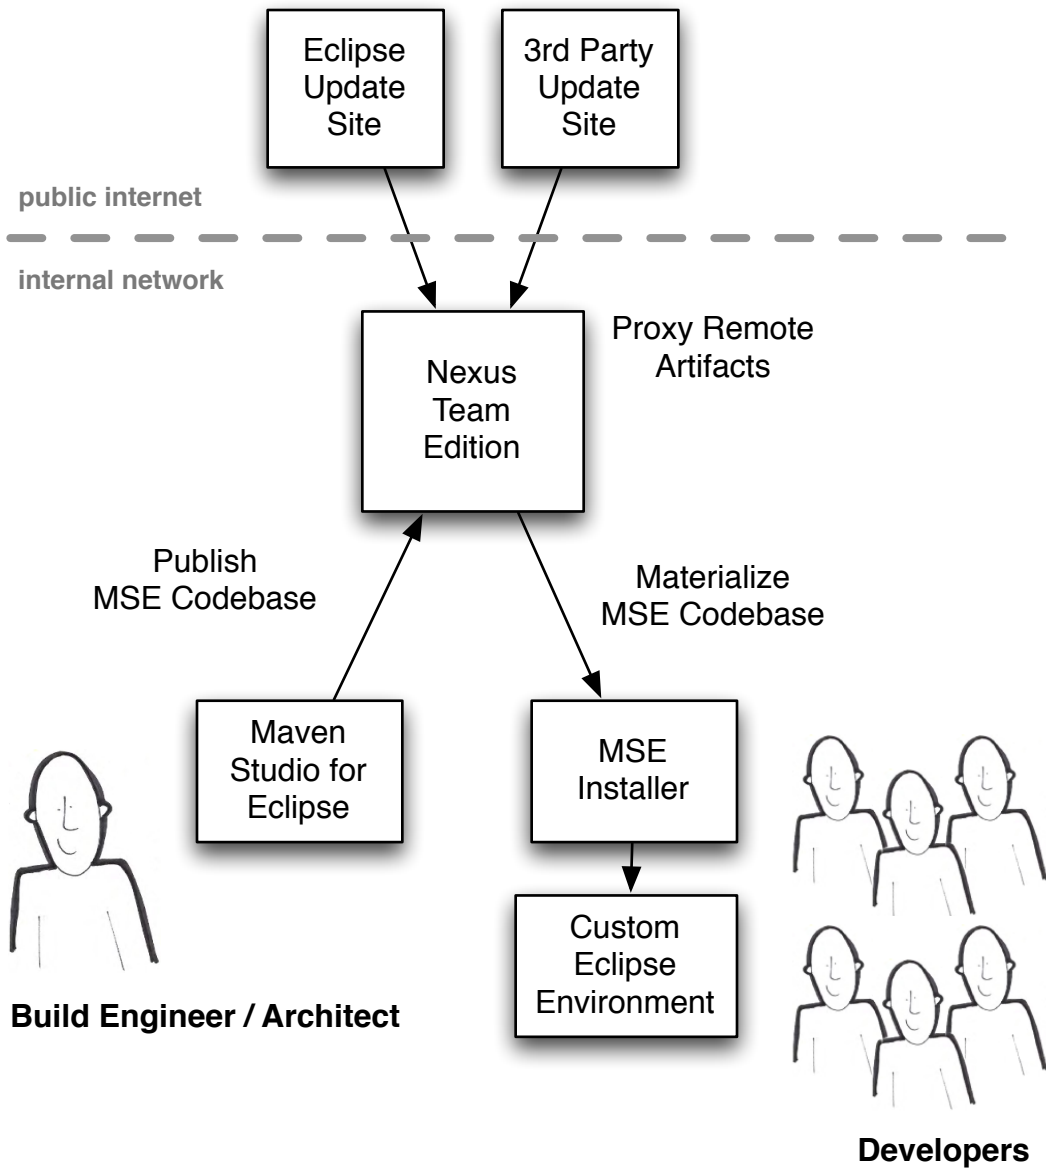 Eclipse
Update
Site
3rd Party
Update
Site
public internet
internal network
Proxy Remote
Artifacts
Nexus
Team
Edition
Publish
MSE Codebase
Materialize
MSE Codebase
Maven
Studio for
Eclipse
MSE
Installer
Custom
Eclipse
Environment
Build Engineer / Architect
Developers